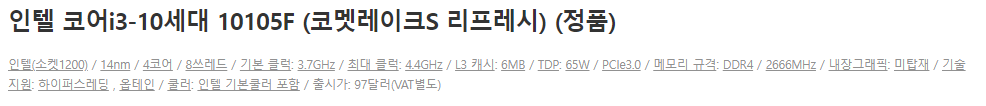 인텔 코어i3-10세대 10105F (코멧레이크S 리프레시) (정품)
인텔(소켓1200) / 14nm / 4코어 / 8쓰레드 / 기본 클럭: 3.7GHz / 최대 클럭: 4.4GHz / L3 캐시: 6MB / TDP: 65W / PCIe3.0 / 메모리 규격: DDR4 / 2666MHz / 내장그래픽: 미탑재 / 기술
지원: 하이퍼스레딩 , 옵테인 / 쿨러: 인텔 기본쿨러 포함 / 출시가: 97달러(VAT별도)